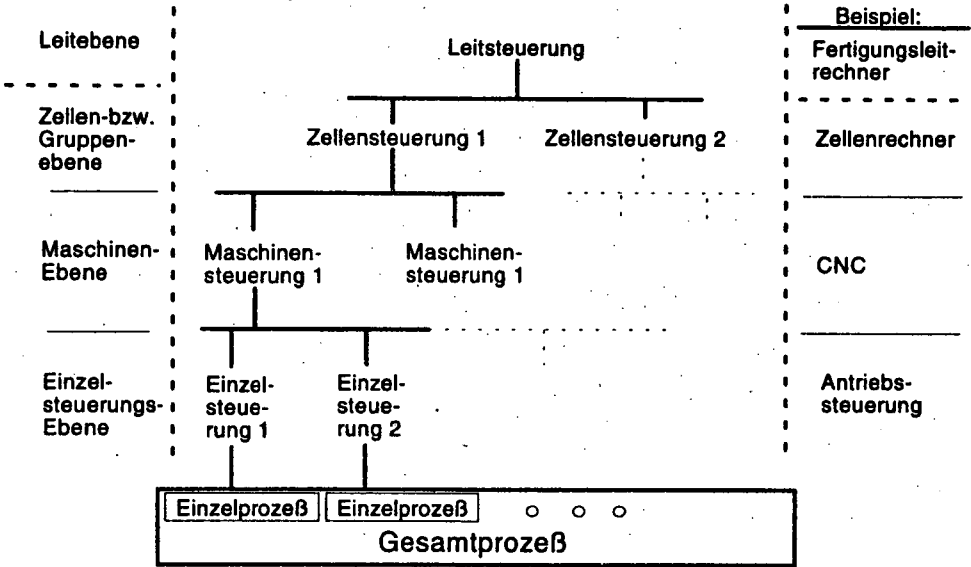 Beispiel:
Leitebene
Leitsteuerung
Fertigungsleit-
rechner
Zellen-bzw.
Gruppen-
ebene
Zellensteuerung 1
Zellensteuerung 2
Zellenrechner
Maschinen-
Ebene
Maschinen-
steuerung 1
Maschinen-
steuerung 1
CNC
Einzel-
steuerungs-
Ebene
Einzel-
steue-
rung 1
Einzel-
steue-
rung 2
Antriebs-
steuerung
Einzelprozeß
Einzelprozeß
Gesamtprozeß